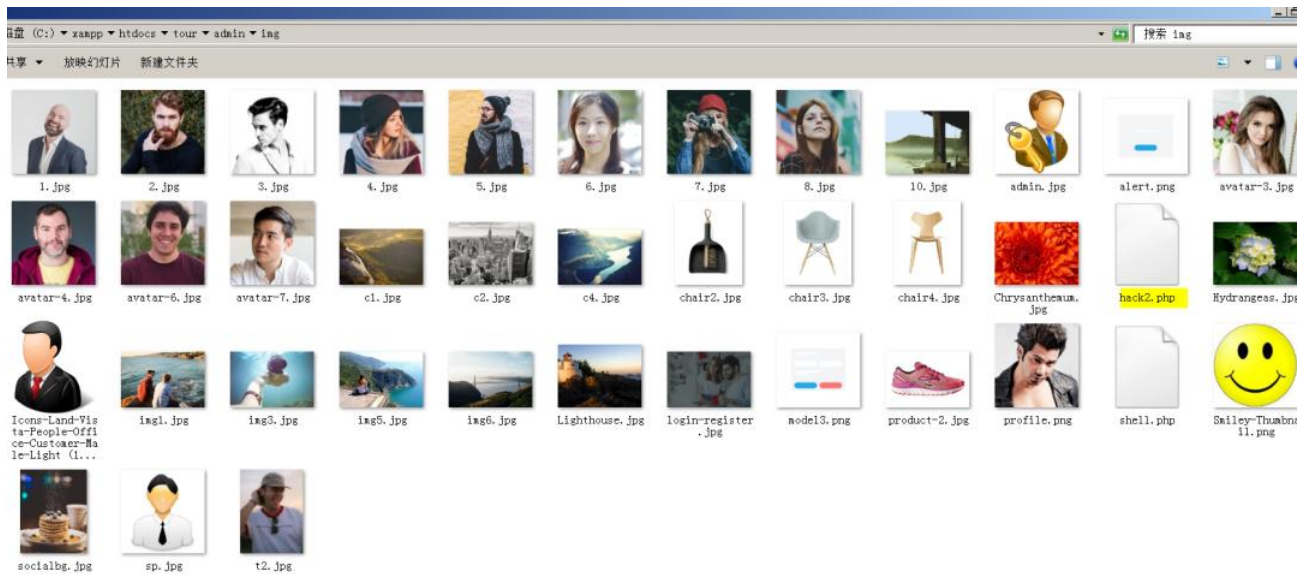 磁盘 (C:) ▼ xampp ▼ htdocs ▼ tour ▼ admin ▼ img
搜索 img
共享 ▼ 放映幻灯片 新建文件夹
1.jpg 2.jpg 3.jpg 4.jpg 5.jpg 6.jpg 7.jpg 8.jpg 10.jpg admin.jpg alert.png avatar-3.jpg
avatar-4.jpg avatar-6.jpg avatar-7.jpg c1.jpg c2.jpg c4.jpg chair2.jpg chair3.jpg chair4.jpg Chrysanthemum.
jpg
hack2.php Hydrangeas.jpg
Icons-Land-Vis
ta-People-Offi
ce-Customer-Ma
le-Light (1...
img1.jpg img3.jpg img5.jpg img6.jpg Lighthouse.jpg login-register
.jpg
model3.png product-2.jpg profile.png shell.php Smiley-Thumbna
il.png
socialbg.jpg sp.jpg t2.jpg